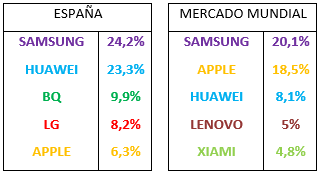 ESPAÑA
SAMSUNG 24,2%
HUAWEI 23,3%
BQ 9,9%
LG 8,2%
APPLE 6,3%
MERCADO MUNDIAL
SAMSUNG 20,1%
APPLE 18,5%
HUAWEI 8,1%
LENOVO 5%
XIAMI 4,8%